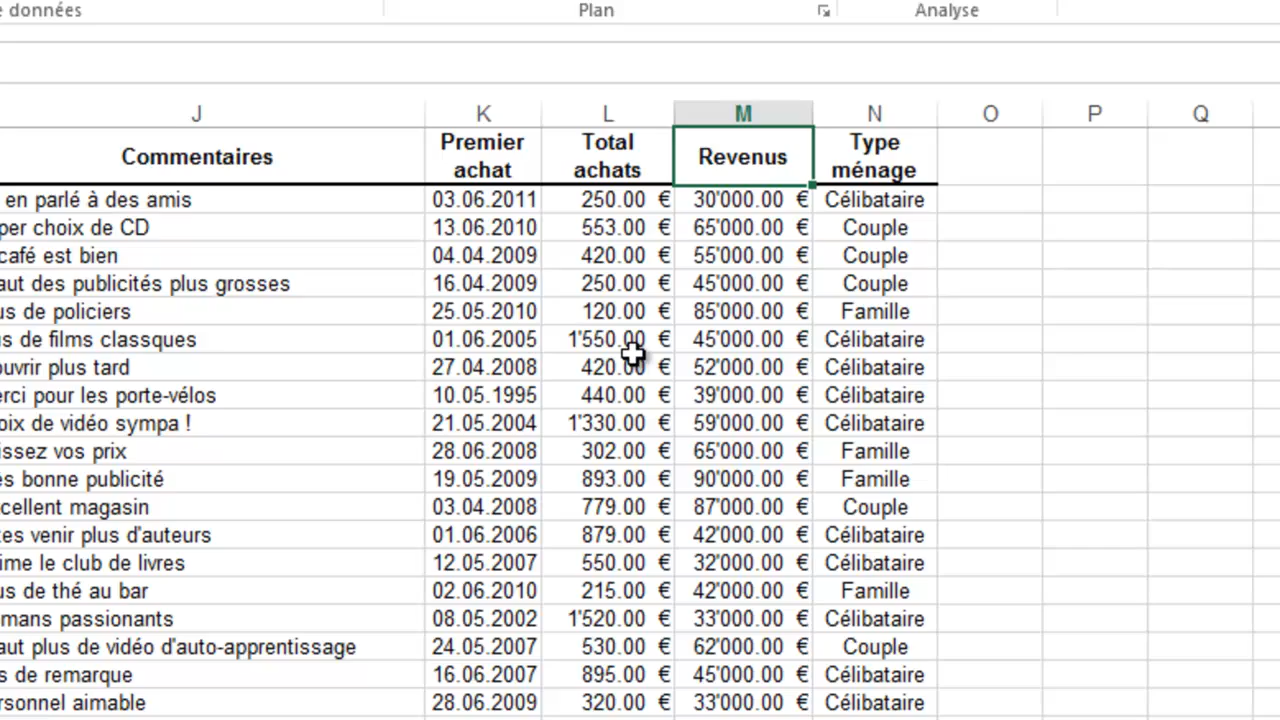 e données Plan Analyse
J K L M N O P Q
Commentaires Premier achat Total achats Revenus Type ménage
en parlé à des amis 03.06.2011 250.00 € 30'000.00 € Célibataire
per choix de CD 13.06.2010 553.00 € 65'000.00 € Couple
café est bien 04.04.2009 420.00 € 55'000.00 € Couple
aut des publicités plus grosses 16.04.2009 250.00 € 45'000.00 € Couple
us de policiers 25.05.2010 120.00 € 85'000.00 € Famille
us de films classques 01.06.2005 1'550.00 € 45'000.00 € Célibataire
ouvrir plus tard 27.04.2008 420.00 € 52'000.00 € Célibataire
erci pour les porte-vélos 10.05.1995 440.00 € 39'000.00 € Célibataire
oix de vidéo sympa ! 21.05.2004 1'330.00 € 59'000.00 € Célibataire
issez vos prix 28.06.2008 302.00 € 65'000.00 € Famille
ès bonne publicité 19.05.2009 893.00 € 90'000.00 € Famille
cellent magasin 03.04.2008 779.00 € 87'000.00 € Couple
tes venir plus d'auteurs 01.06.2006 879.00 € 42'000.00 € Célibataire
ime le club de livres 12.05.2007 550.00 € 32'000.00 € Célibataire
us de thé au bar 02.06.2010 215.00 € 42'000.00 € Famille
mans passionants 08.05.2002 1'520.00 € 33'000.00 € Célibataire
aut plus de vidéo d'auto-apprentissage 24.05.2007 530.00 € 62'000.00 € Couple
s de remarque 16.06.2007 895.00 € 45'000.00 € Célibataire
rsonnel aimable 28.06.2009 320.00 € 33'000.00 € Célibataire